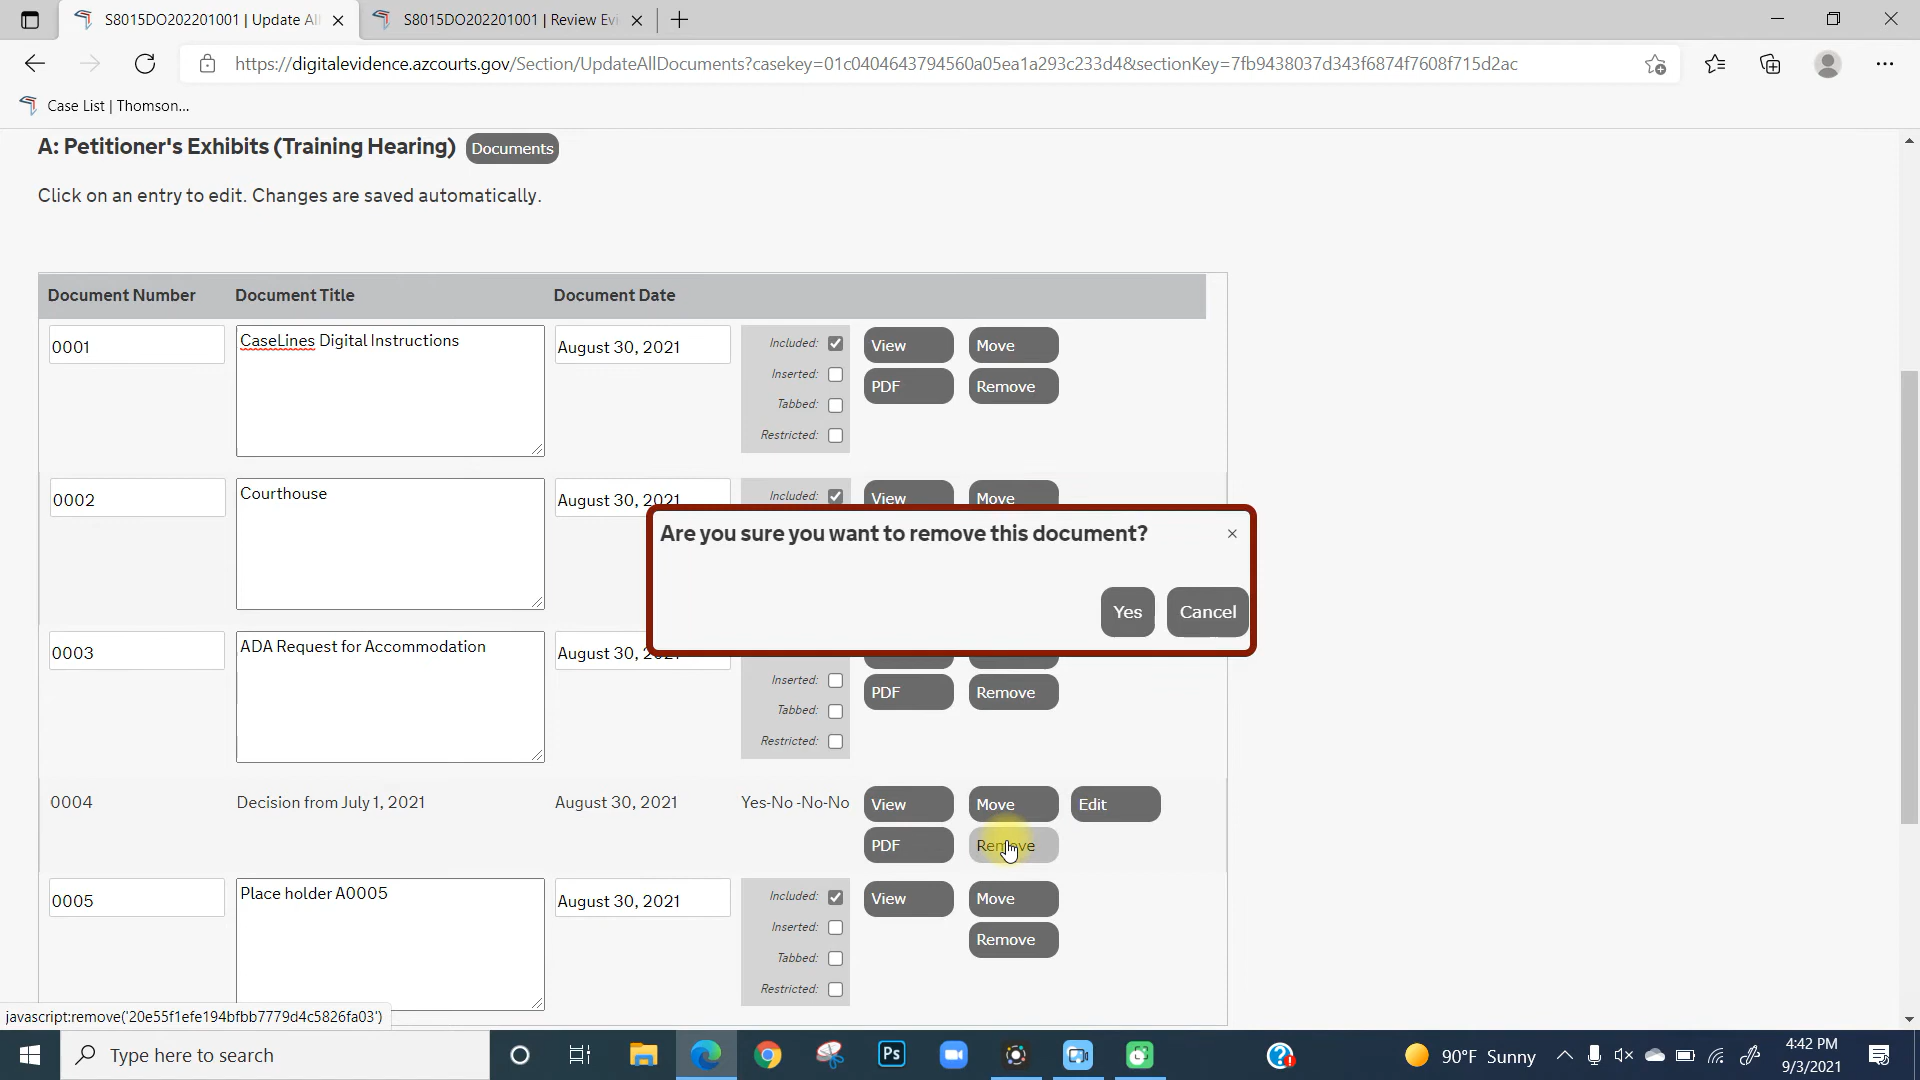 S8015DO202201001 | Update All
S8015DO202201001 | Review Evi
https://digitalevidence.azcourts.gov/Section/UpdateAllDocuments?casekey=01c0404643794560a05ea1a293c233d4&sectionKey=7fb9438037d343f6874f7608f715d2ac
Case List | Thomson...
A: Petitioner's Exhibits (Training Hearing) Documents
Click on an entry to edit. Changes are saved automatically.
Document Number Document Title Document Date
0001 CaseLines Digital Instructions August 30, 2021 Included: View Move
Inserted:
PDF Remove
Tabbed:
Restricted:
0002 Courthouse August 30, 2021 Included: View Move
Are you sure you want to remove this document?
Yes Cancel
0003 ADA Request for Accommodation August 30, 2021
Inserted: PDF Remove
Tabbed:
Restricted:
0004 Decision from July 1, 2021 August 30, 2021 Yes-No -No-No View Move Edit
PDF Remove
0005 Place holder A0005 August 30, 2021 Included: View Move
Inserted:
Remove
Tabbed:
Restricted:
javascript:remove('20e55f1efe194bfbb7779d4c5826fa03')
Type here to search
Ps
90°F Sunny
4:42 PM
9/3/2021